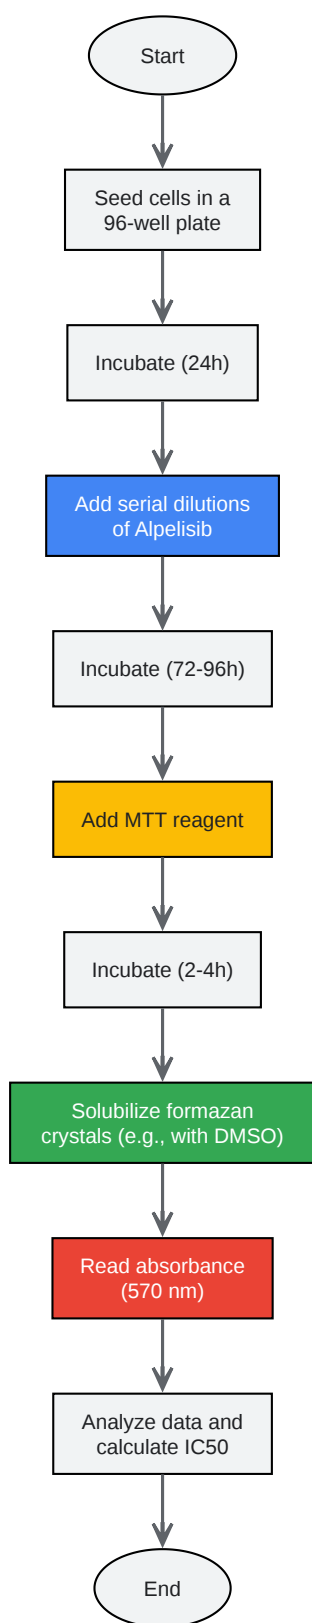 Start
Seed cells in a
96-well plate
Incubate (24h)
Add serial dilutions
of Alpelisib
Incubate (72-96h)
Add MTT reagent
Incubate (2-4h)
Solubilize formazan
crystals (e.g., with DMSO)
Read absorbance
(570 nm)
Analyze data and
calculate IC50
End